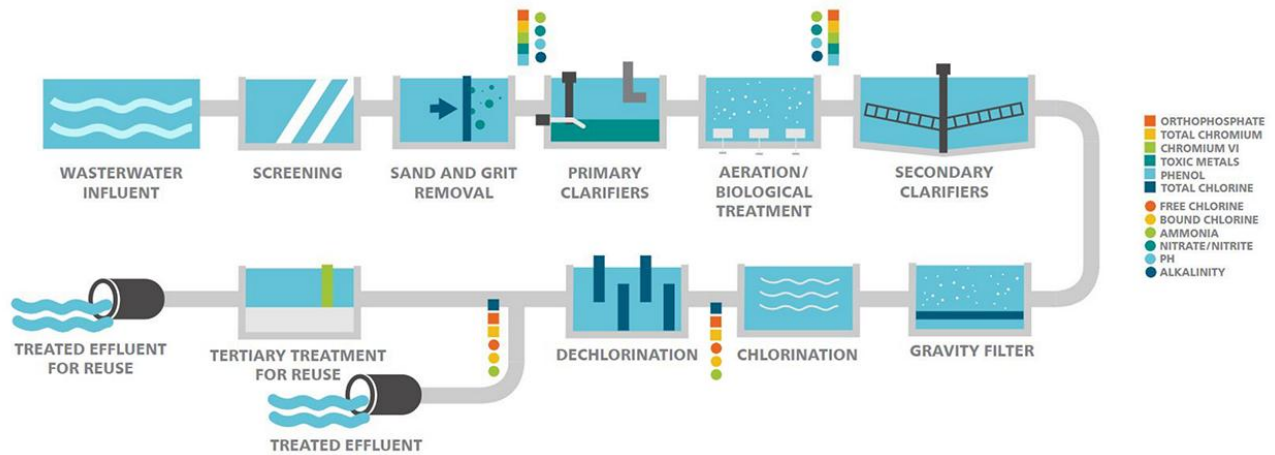 WASTERWATER
INFLUENT
SCREENING
SAND AND GRIT
REMOVAL
PRIMARY
CLARIFIERS
AERATION/
BIOLOGICAL
TREATMENT
SECONDARY
CLARIFIERS
ORTHOPHOSPHATE
TOTAL CHROMIUM
CHROMIUM VI
TOXIC METALS
PHENOL
TOTAL CHLORINE
FREE CHLORINE
BOUND CHLORINE
AMMONIA
NITRATE/NITRITE
PH
ALKALINITY
TREATED EFFLUENT
FOR REUSE
TERTIARY TREATMENT
FOR REUSE
DECHLORINATION
CHLORINATION
GRAVITY FILTER
TREATED EFFLUENT